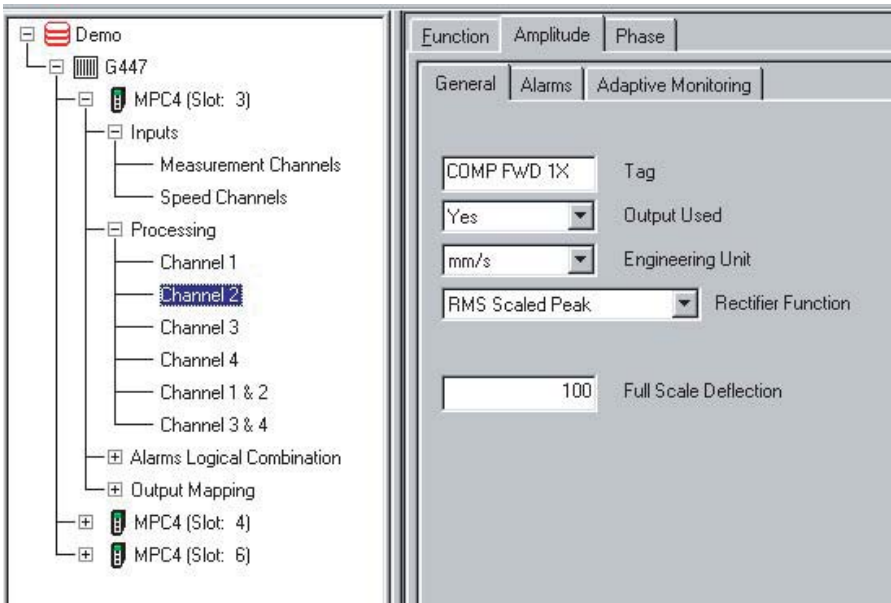 Demo
G447
MPC4 (Slot: 3)
Inputs
Measurement Channels
Speed Channels
Processing
Channel 1
Channel 2
Channel 3
Channel 4
Channel 1 & 2
Channel 3 & 4
Alarms Logical Combination
Output Mapping
MPC4 (Slot: 4)
MPC4 (Slot: 6)
Function Amplitude Phase
General Alarms Adaptive Monitoring
COMP FWD 1X Tag
Yes Output Used
mm/s Engineering Unit
RMS Scaled Peak Rectifier Function
100 Full Scale Deflection